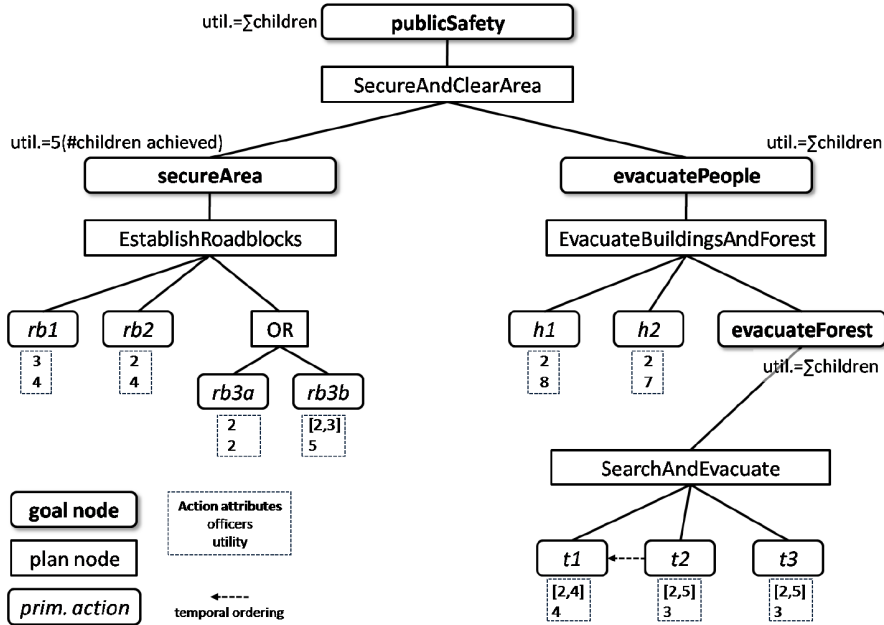 util.=∑children
publicSafety
SecureAndClearArea
util.=5(#children achieved)
util.=∑children
secureArea
evacuatePeople
EstablishRoadblocks
EvacuateBuildingsAndForest
rb1
rb2
OR
h1
h2
evacuateForest
3
4
2
4
2
8
2
7
util.=∑children
rb3a
rb3b
2
2
[2,3]
5
SearchAndEvacuate
goal node
Action attributes
officers
utility
plan node
t1
t2
t3
prim. action
temporal ordering
[2,4]
4
[2,5]
3
[2,5]
3